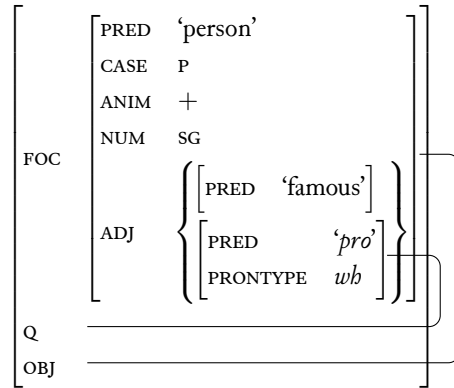 PRED ‘person’
CASE P
ANIM +
NUM SG
FOC
PRED ‘famous’
ADJ
PRED ‘pro’
PRONTYPE wh
Q
OBJ